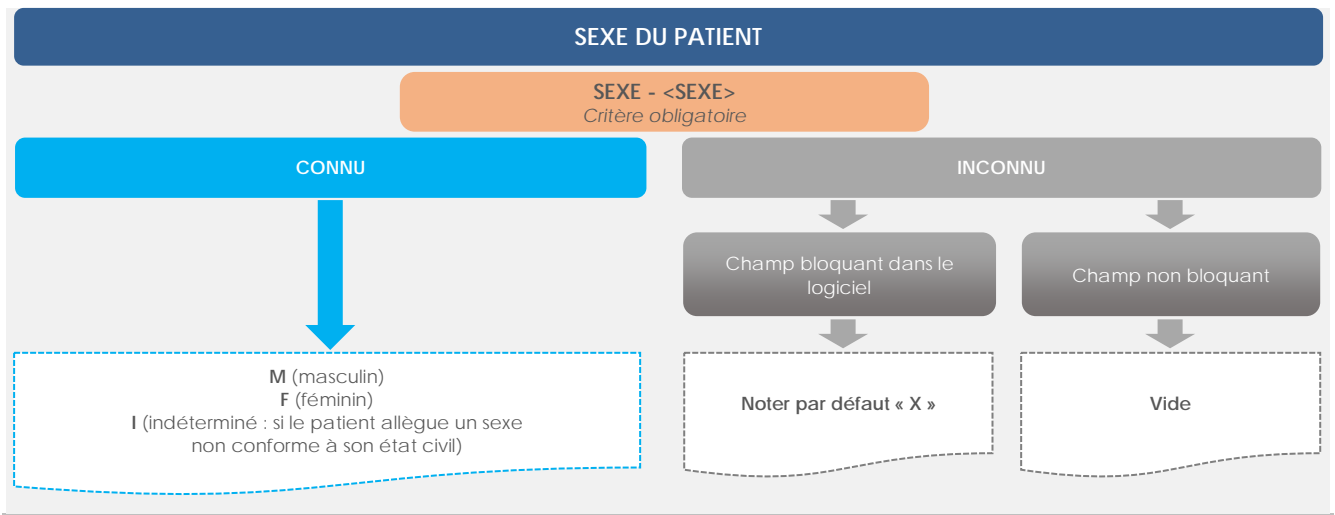 SEXE DU PATIENT
SEXE - <SEXE>
Critère obligatoire
CONNU
INCONNU
Champ bloquant dans le
logiciel
Champ non bloquant
M (masculin)
F (féminin)
I (indéterminé : si le patient allègue un sexe
non conforme à son état civil)
Noter par défaut « X »
Vide